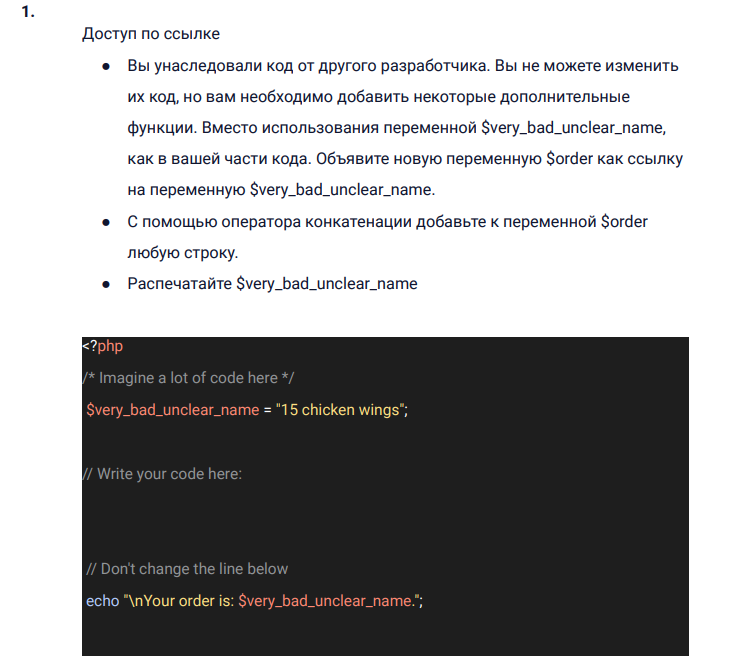 1.
Доступ по ссылке
● Вы унаследовали код от другого разработчика. Вы не можете изменить
их код, но вам необходимо добавить некоторые дополнительные
функции. Вместо использования переменной $very_bad_unclear_name,
как в вашей части кода. Объявите новую переменную $order как ссылку
на переменную $very_bad_unclear_name.
● С помощью оператора конкатенации добавьте к переменной $order
любую строку.
● Распечатайте $very_bad_unclear_name
<?php
/* Imagine a lot of code here */
$very_bad_unclear_name = "15 chicken wings";
// Write your code here:
// Don't change the line below
echo "\nYour order is: $very_bad_unclear_name.";